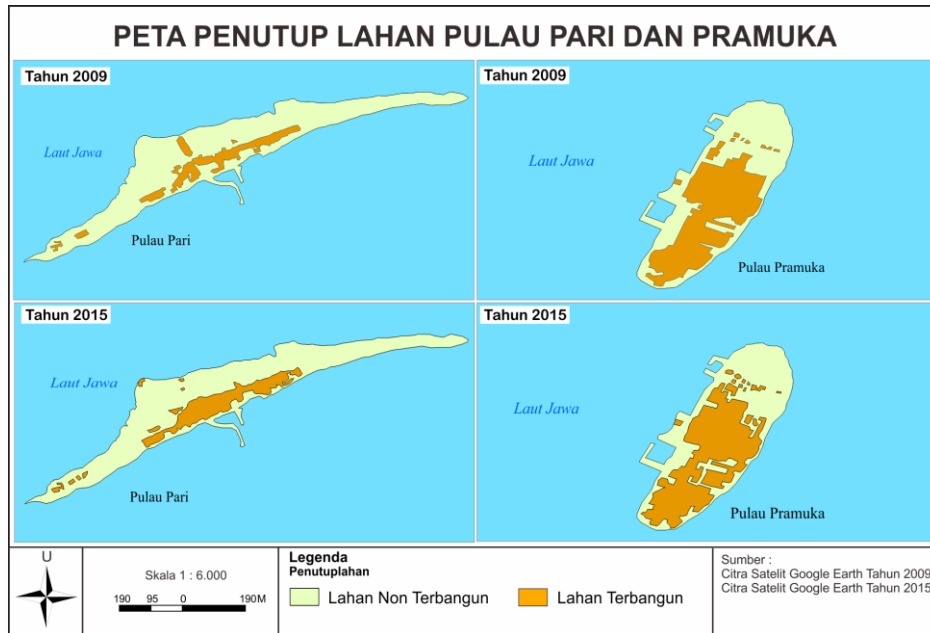 PETA PENUTUP LAHAN PULAU PARI DAN PRAMUKA
Tahun 2009
Laut Jawa
Pulau Pari
Tahun 2009
Laut Jawa
Pulau Pramuka
Tahun 2015
Laut Jawa
Pulau Pari
Tahun 2015
Laut Jawa
Pulau Pramuka
U
Skala 1 : 6.000
190 95 0 190M
Legenda
Penutuplahan
Lahan Non Terbangun
Lahan Terbangun
Sumber :
Citra Satelit Google Earth Tahun 2009
Citra Satelit Google Earth Tahun 2015